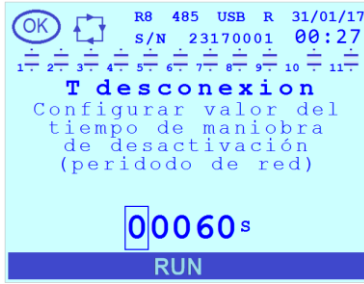 OK R8 485 USB R 31/01/17
S/N 23170001 00:27
1 2 3 4 5 6 7 8 9 10 11
T desconexion
Configurar valor del
tiempo de maniobra
de desactivación
(peridodo de red)
00060 s
RUN